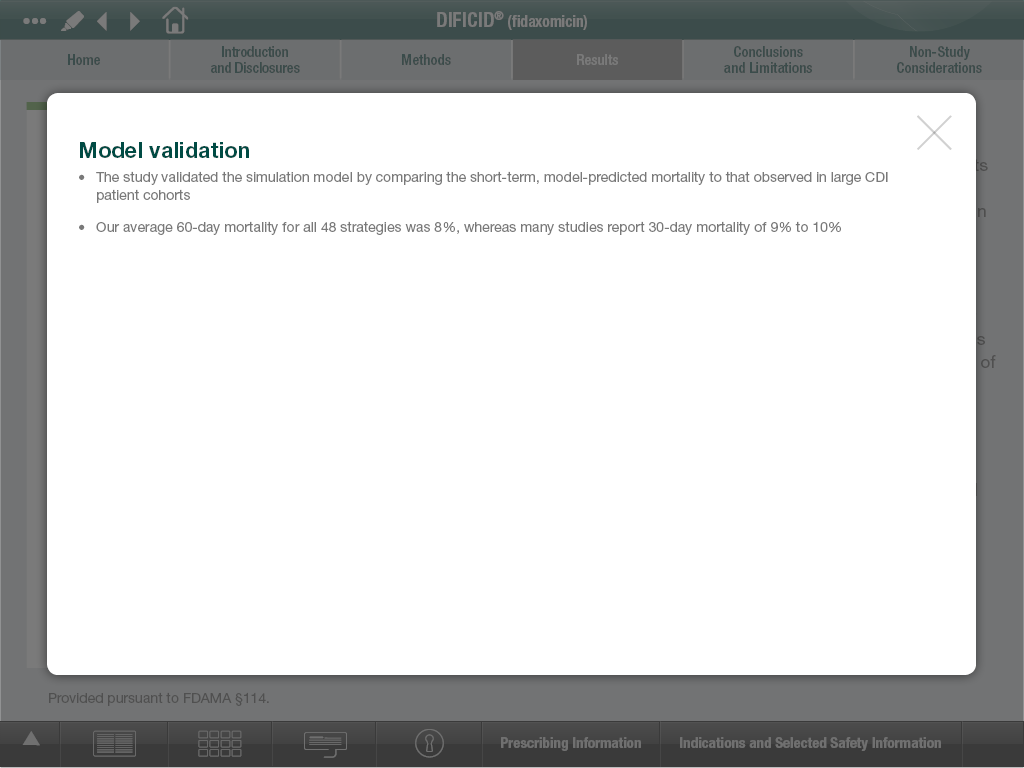 DIFICID® (fidaxomicin)
Home
Introduction
and Disclosures
Methods
Results
Conclusions
and Limitations
Non-Study
Considerations
Model validation
• The study validated the simulation model by comparing the short-term, model-predicted mortality to that observed in large CDI
patient cohorts
• Our average 60-day mortality for all 48 strategies was 8%, whereas many studies report 30-day mortality of 9% to 10%
of
Provided pursuant to FDAMA §114.
Prescribing Information
Indications and Selected Safety Information